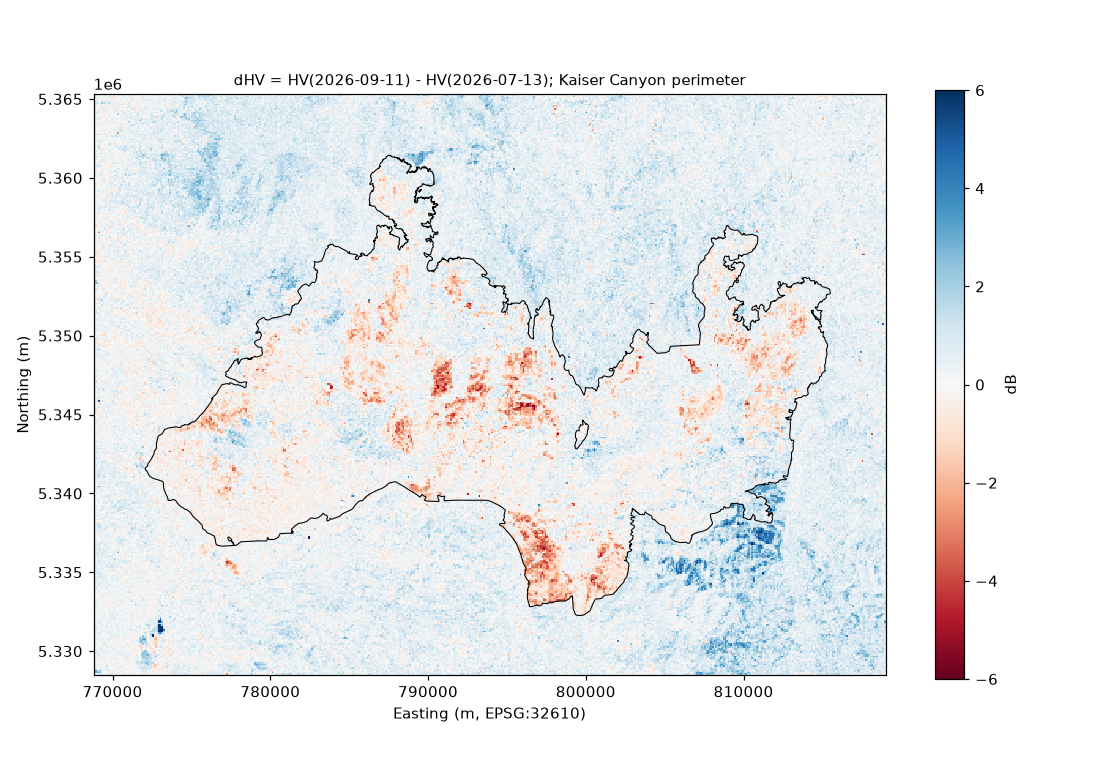 dHV = HV(2026-09-11) - HV(2026-07-13); Kaiser Canyon perimeter
1e6
5.365
5.360
5.355
5.350
5.345
5.340
5.335
5.330
Northing (m)
770000 780000 790000 800000 810000
Easting (m, EPSG:32610)
6
4
2
0
−2
−4
−6
dB